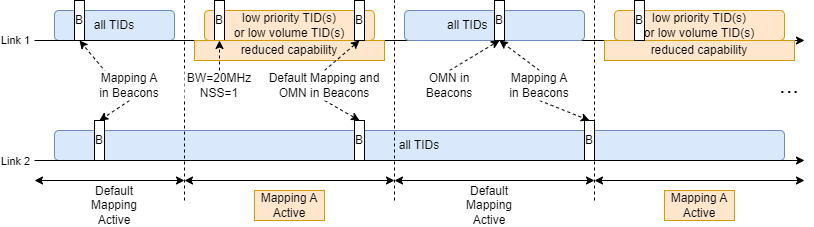 B
all TIDs
B
low priority TID(s)
or low volume TID(s)
B
all TIDs
B
B
low priority TID(s)
or low volume TID(s)
Link 1
reduced capability
reduced capability
Mapping A
in Beacons
BW=20MHz
NSS=1
Default Mapping and
OMN in Beacons
OMN in
Beacons
Mapping A
in Beacons
...
B
B
all TIDs
B
Link 2
Default
Mapping
Active
Mapping A
Active
Default
Mapping
Active
Mapping A
Active